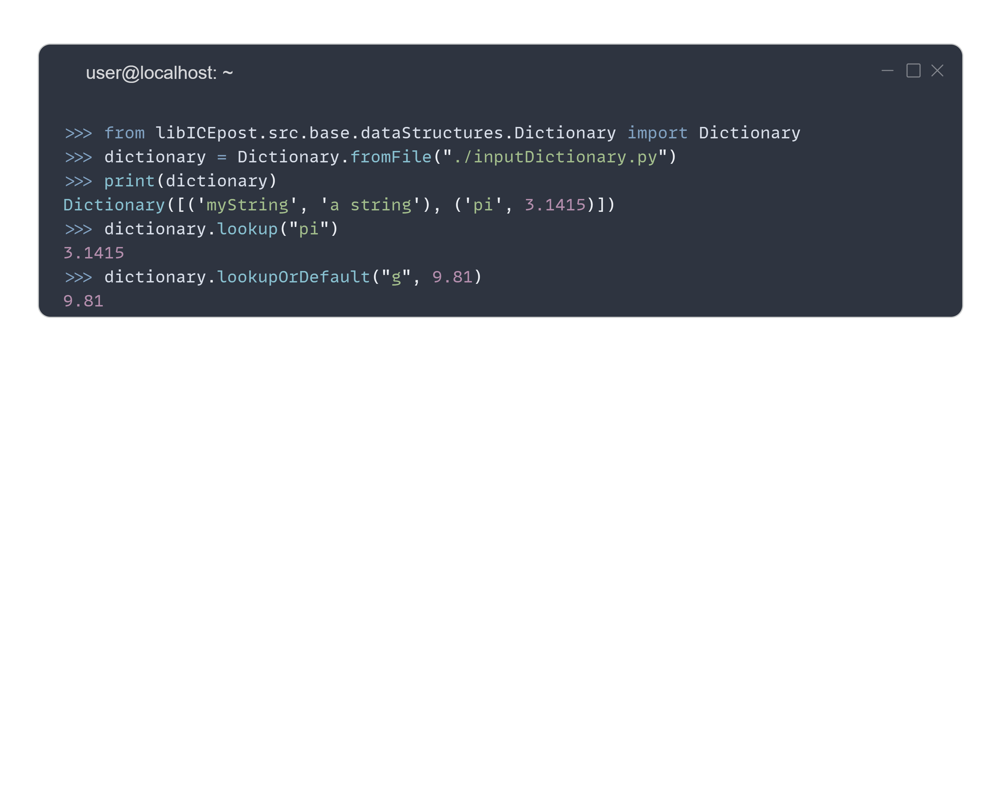 user@localhost: ~
>>> from libICEpost.src.base.dataStructures.Dictionary import Dictionary
>>> dictionary = Dictionary.fromFile("./inputDictionary.py")
>>> print(dictionary)
Dictionary([('myString', 'a string'), ('pi', 3.1415)])
>>> dictionary.lookup("pi")
3.1415
>>> dictionary.lookupOrDefault("g", 9.81)
9.81